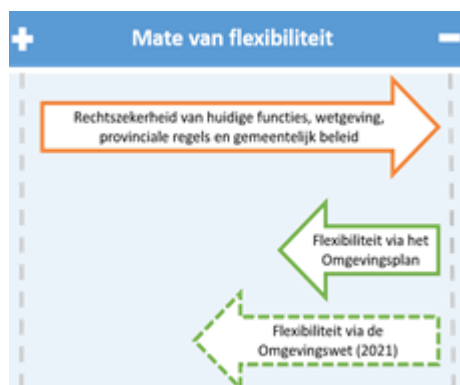 + Mate van flexibiliteit −
Rechtszekerheid van huidige functies, wetgeving,
provinciale regels en gemeentelijk beleid
Flexibiliteit via het
Omgevingsplan
Flexibiliteit via de
Omgevingswet (2021)